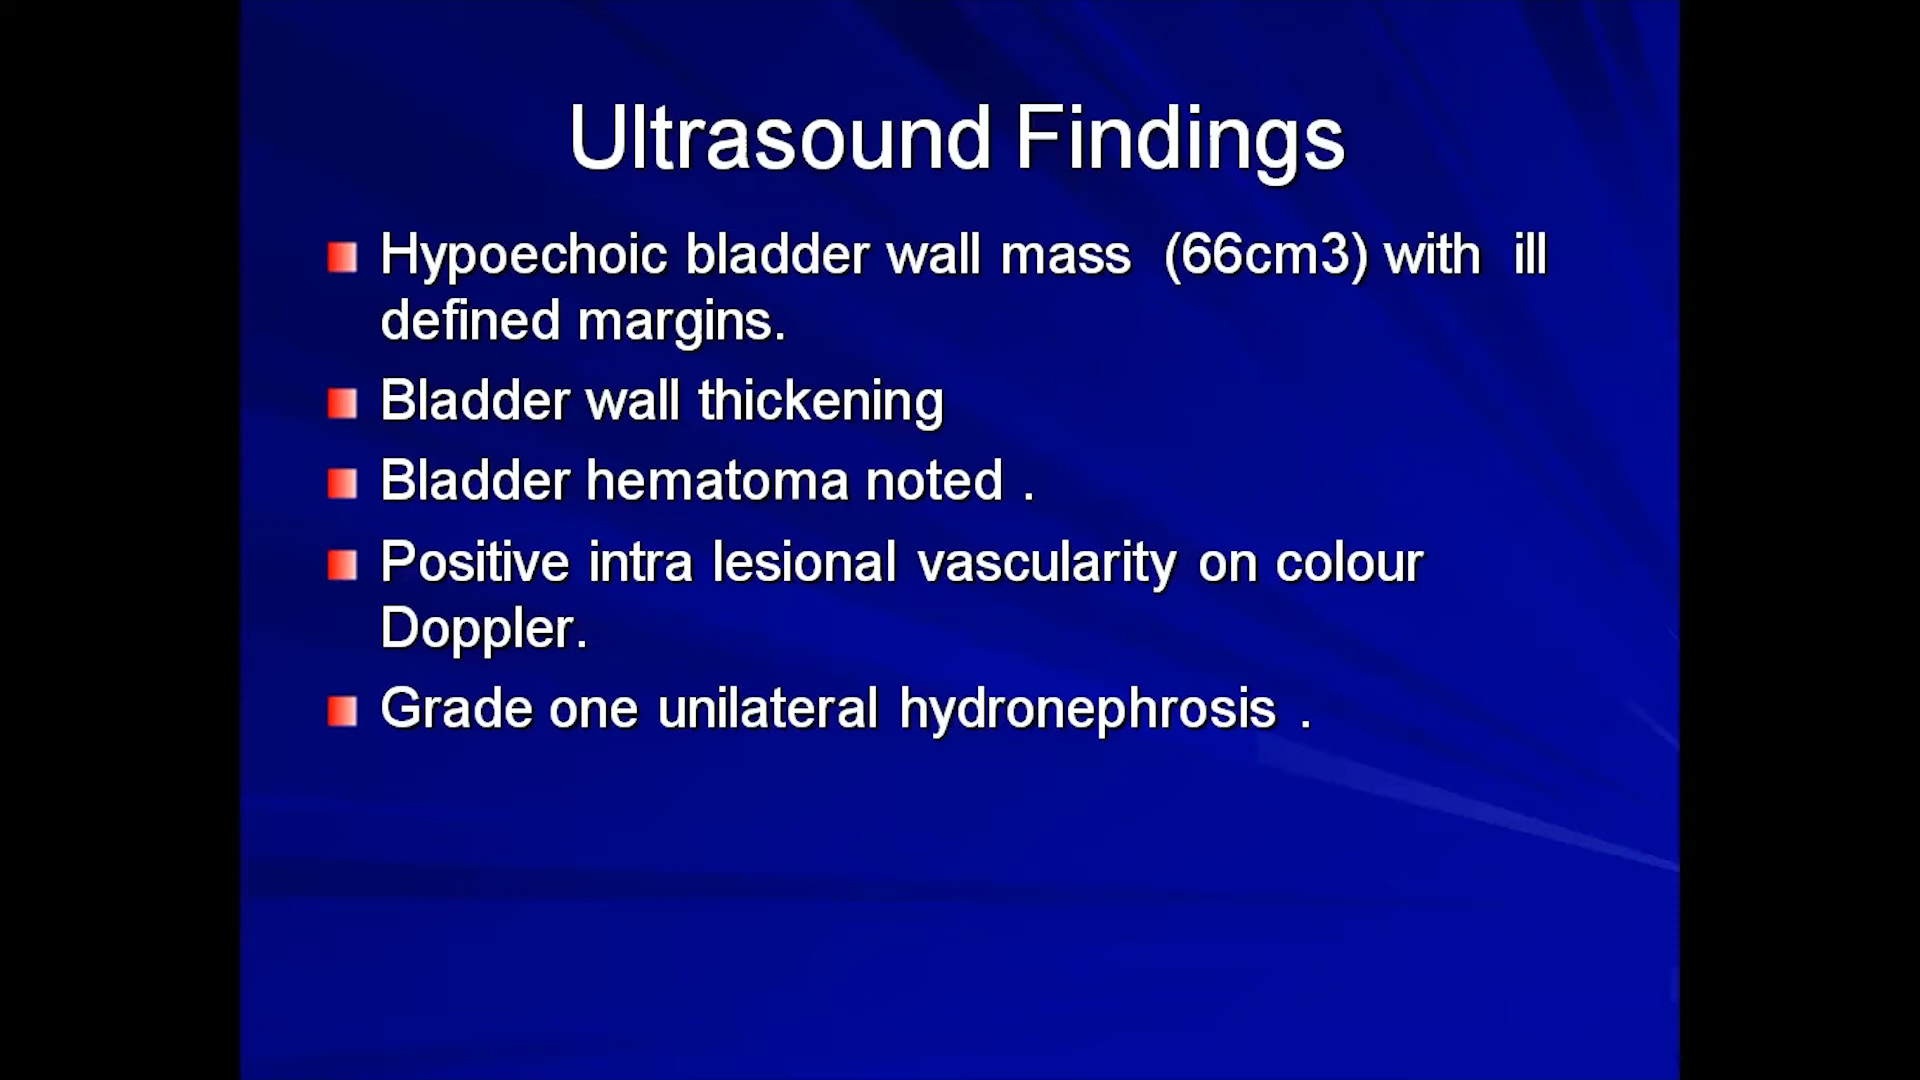 Ultrasound Findings
Hypoechoic bladder wall mass (66cm3) with ill
defined margins.
Bladder wall thickening
Bladder hematoma noted .
Positive intra lesional vascularity on colour
Doppler.
Grade one unilateral hydronephrosis .